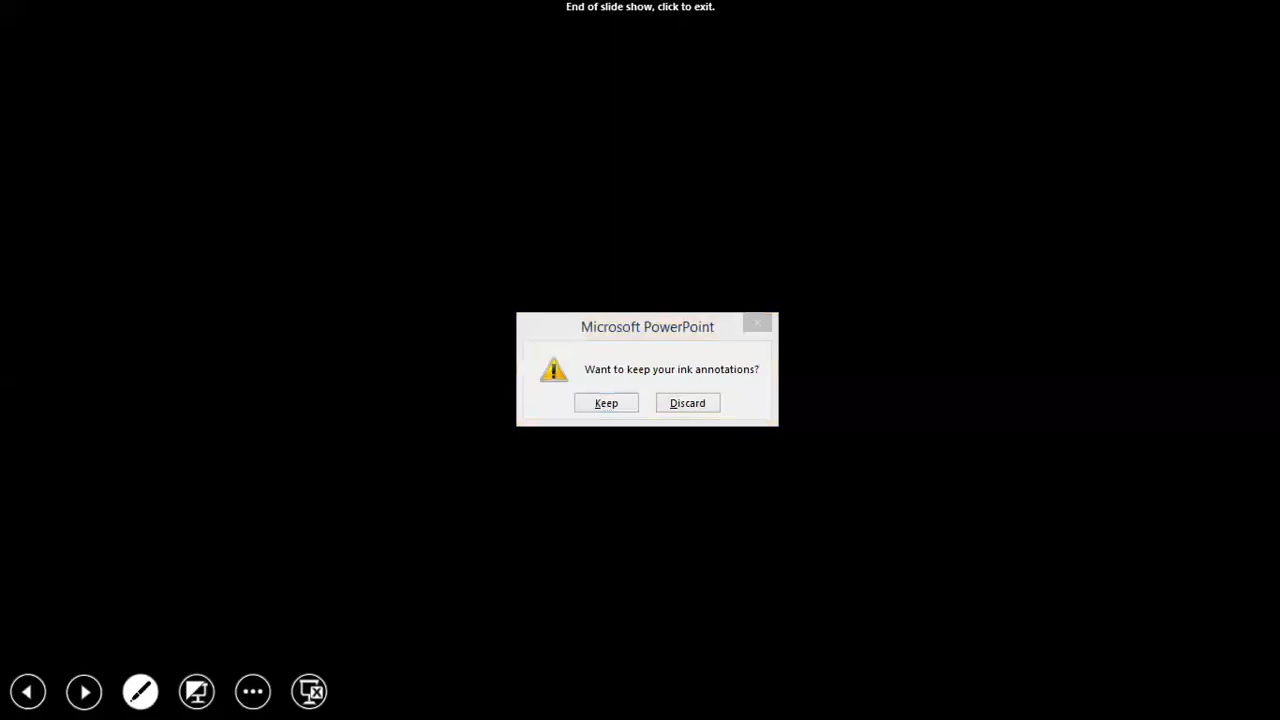 End of slide show, click to exit.
Microsoft PowerPoint
Want to keep your ink annotations?
Keep
Discard